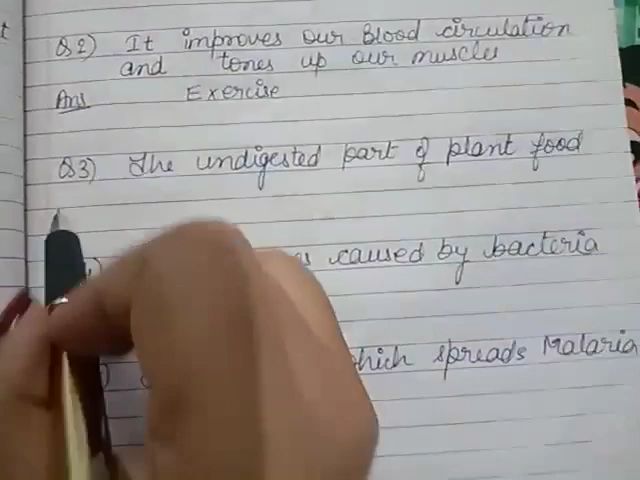 Q2) It improves our Blood circulation
and tones up our muscles
Ans Exercise
Q3) The undigested part of plant food
caused by bacteria
which spreads Malaria